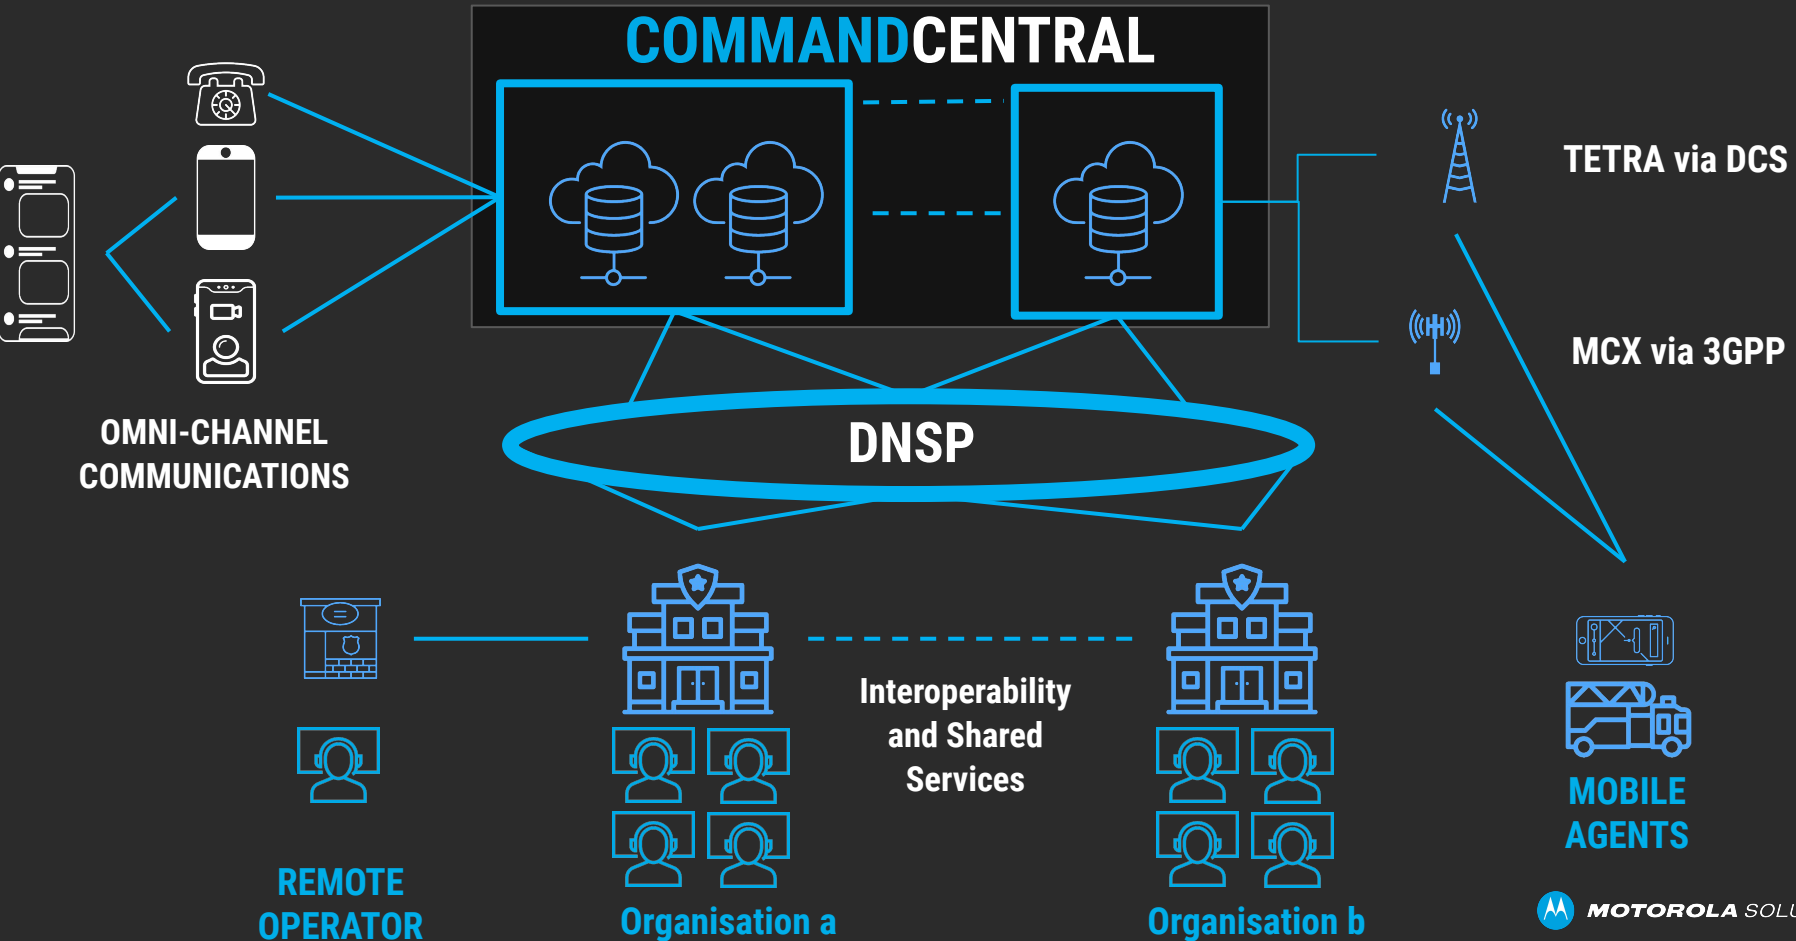 COMMANDCENTRAL
TETRA via DCS
MCX via 3GPP
OMNI-CHANNEL
COMMUNICATIONS
DNSP
Interoperability
and Shared
Services
MOBILE
AGENTS
REMOTE
OPERATOR
Organisation a
Organisation b
MOTOROLA